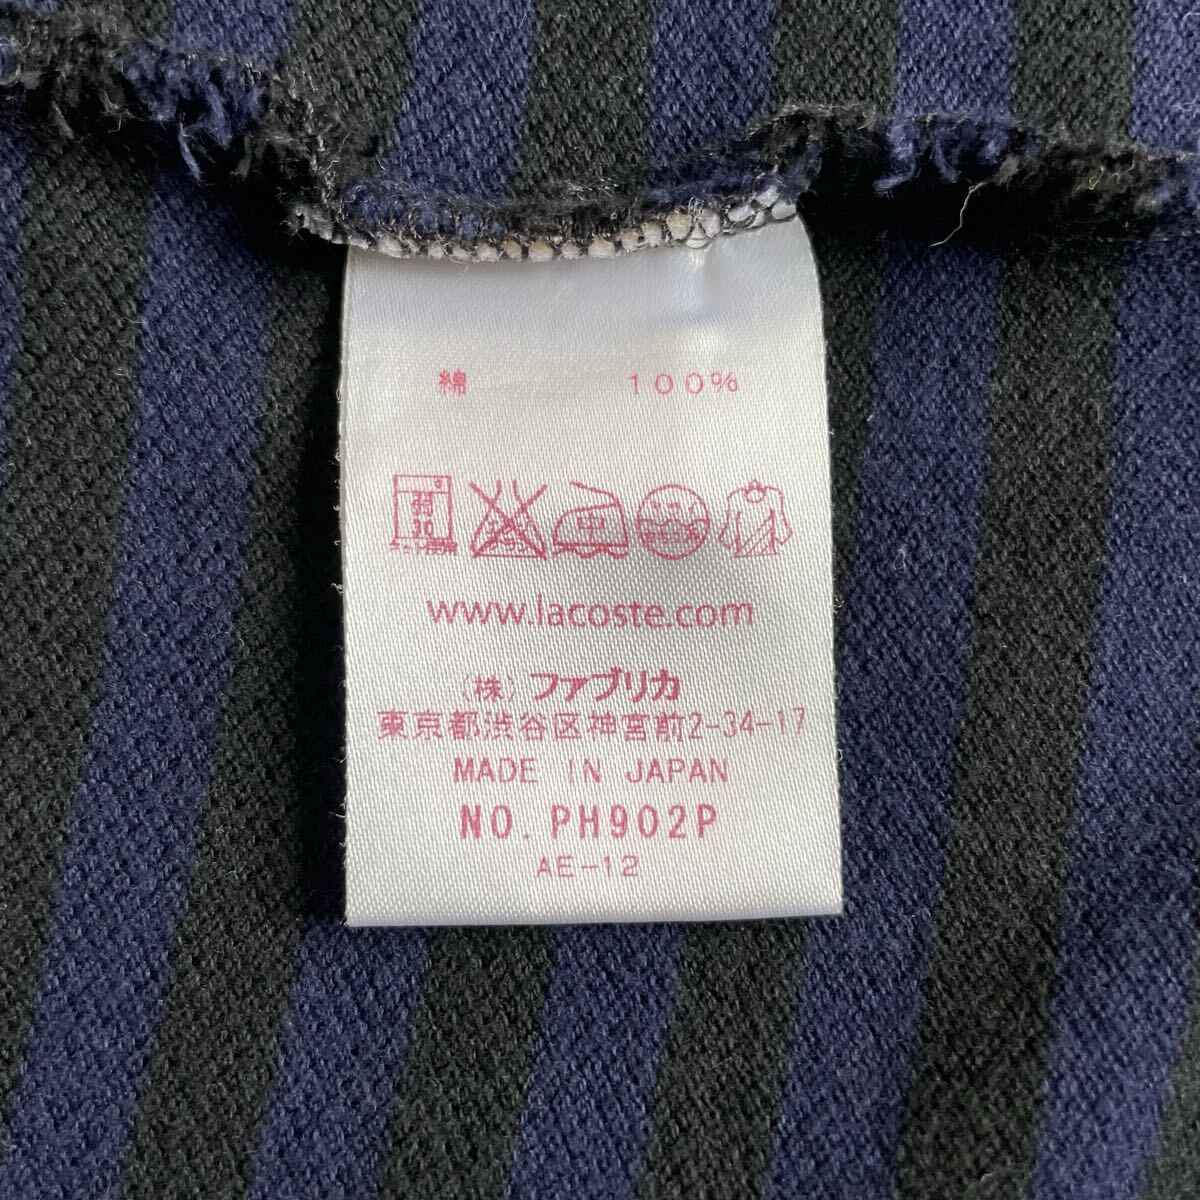 綿 100%
中
www.lacoste.com
(株)ファブリカ
東京都渋谷区神宮前2-34-17
MADE IN JAPAN
NO. PH902P
AE-12